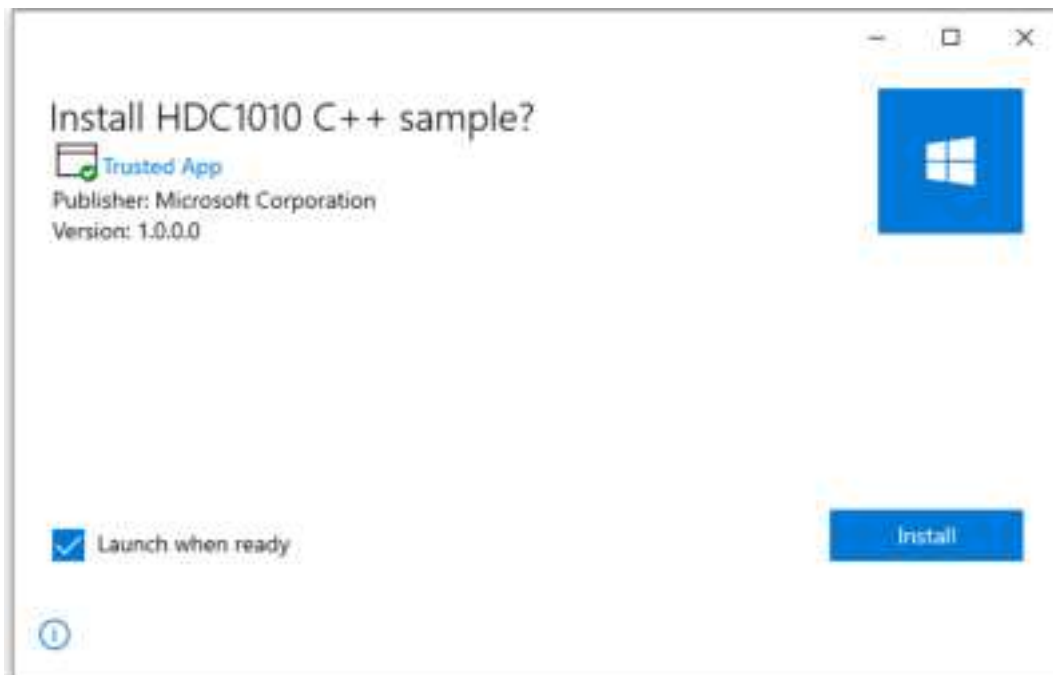 Install HDC1010 C++ sample?
Trusted App
Publisher: Microsoft Corporation
Version: 1.0.0.0
Launch when ready
Install